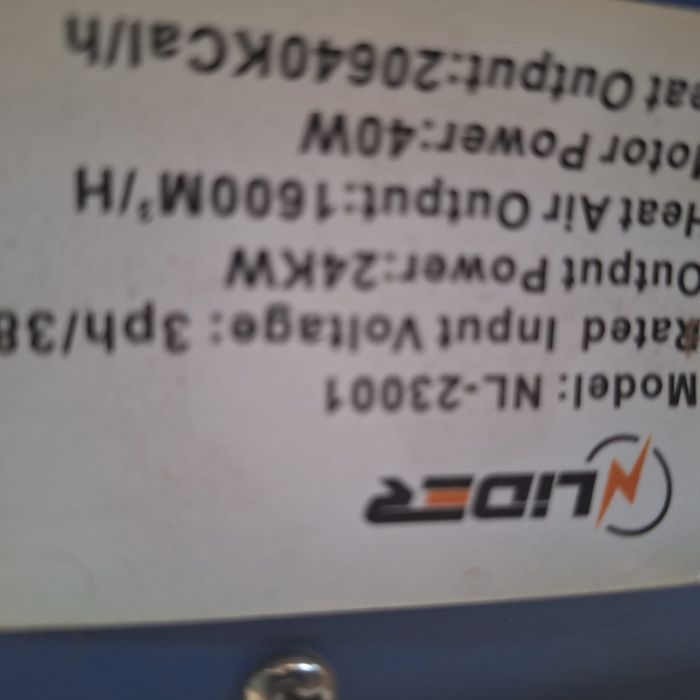 NLIDER
Model: NL-23001
Rated Input Voltage: 3ph/38
Output Power:24KW
Heat Air Output:1600M³/H
Motor Power:40W
Heat Output:20640KCal/h